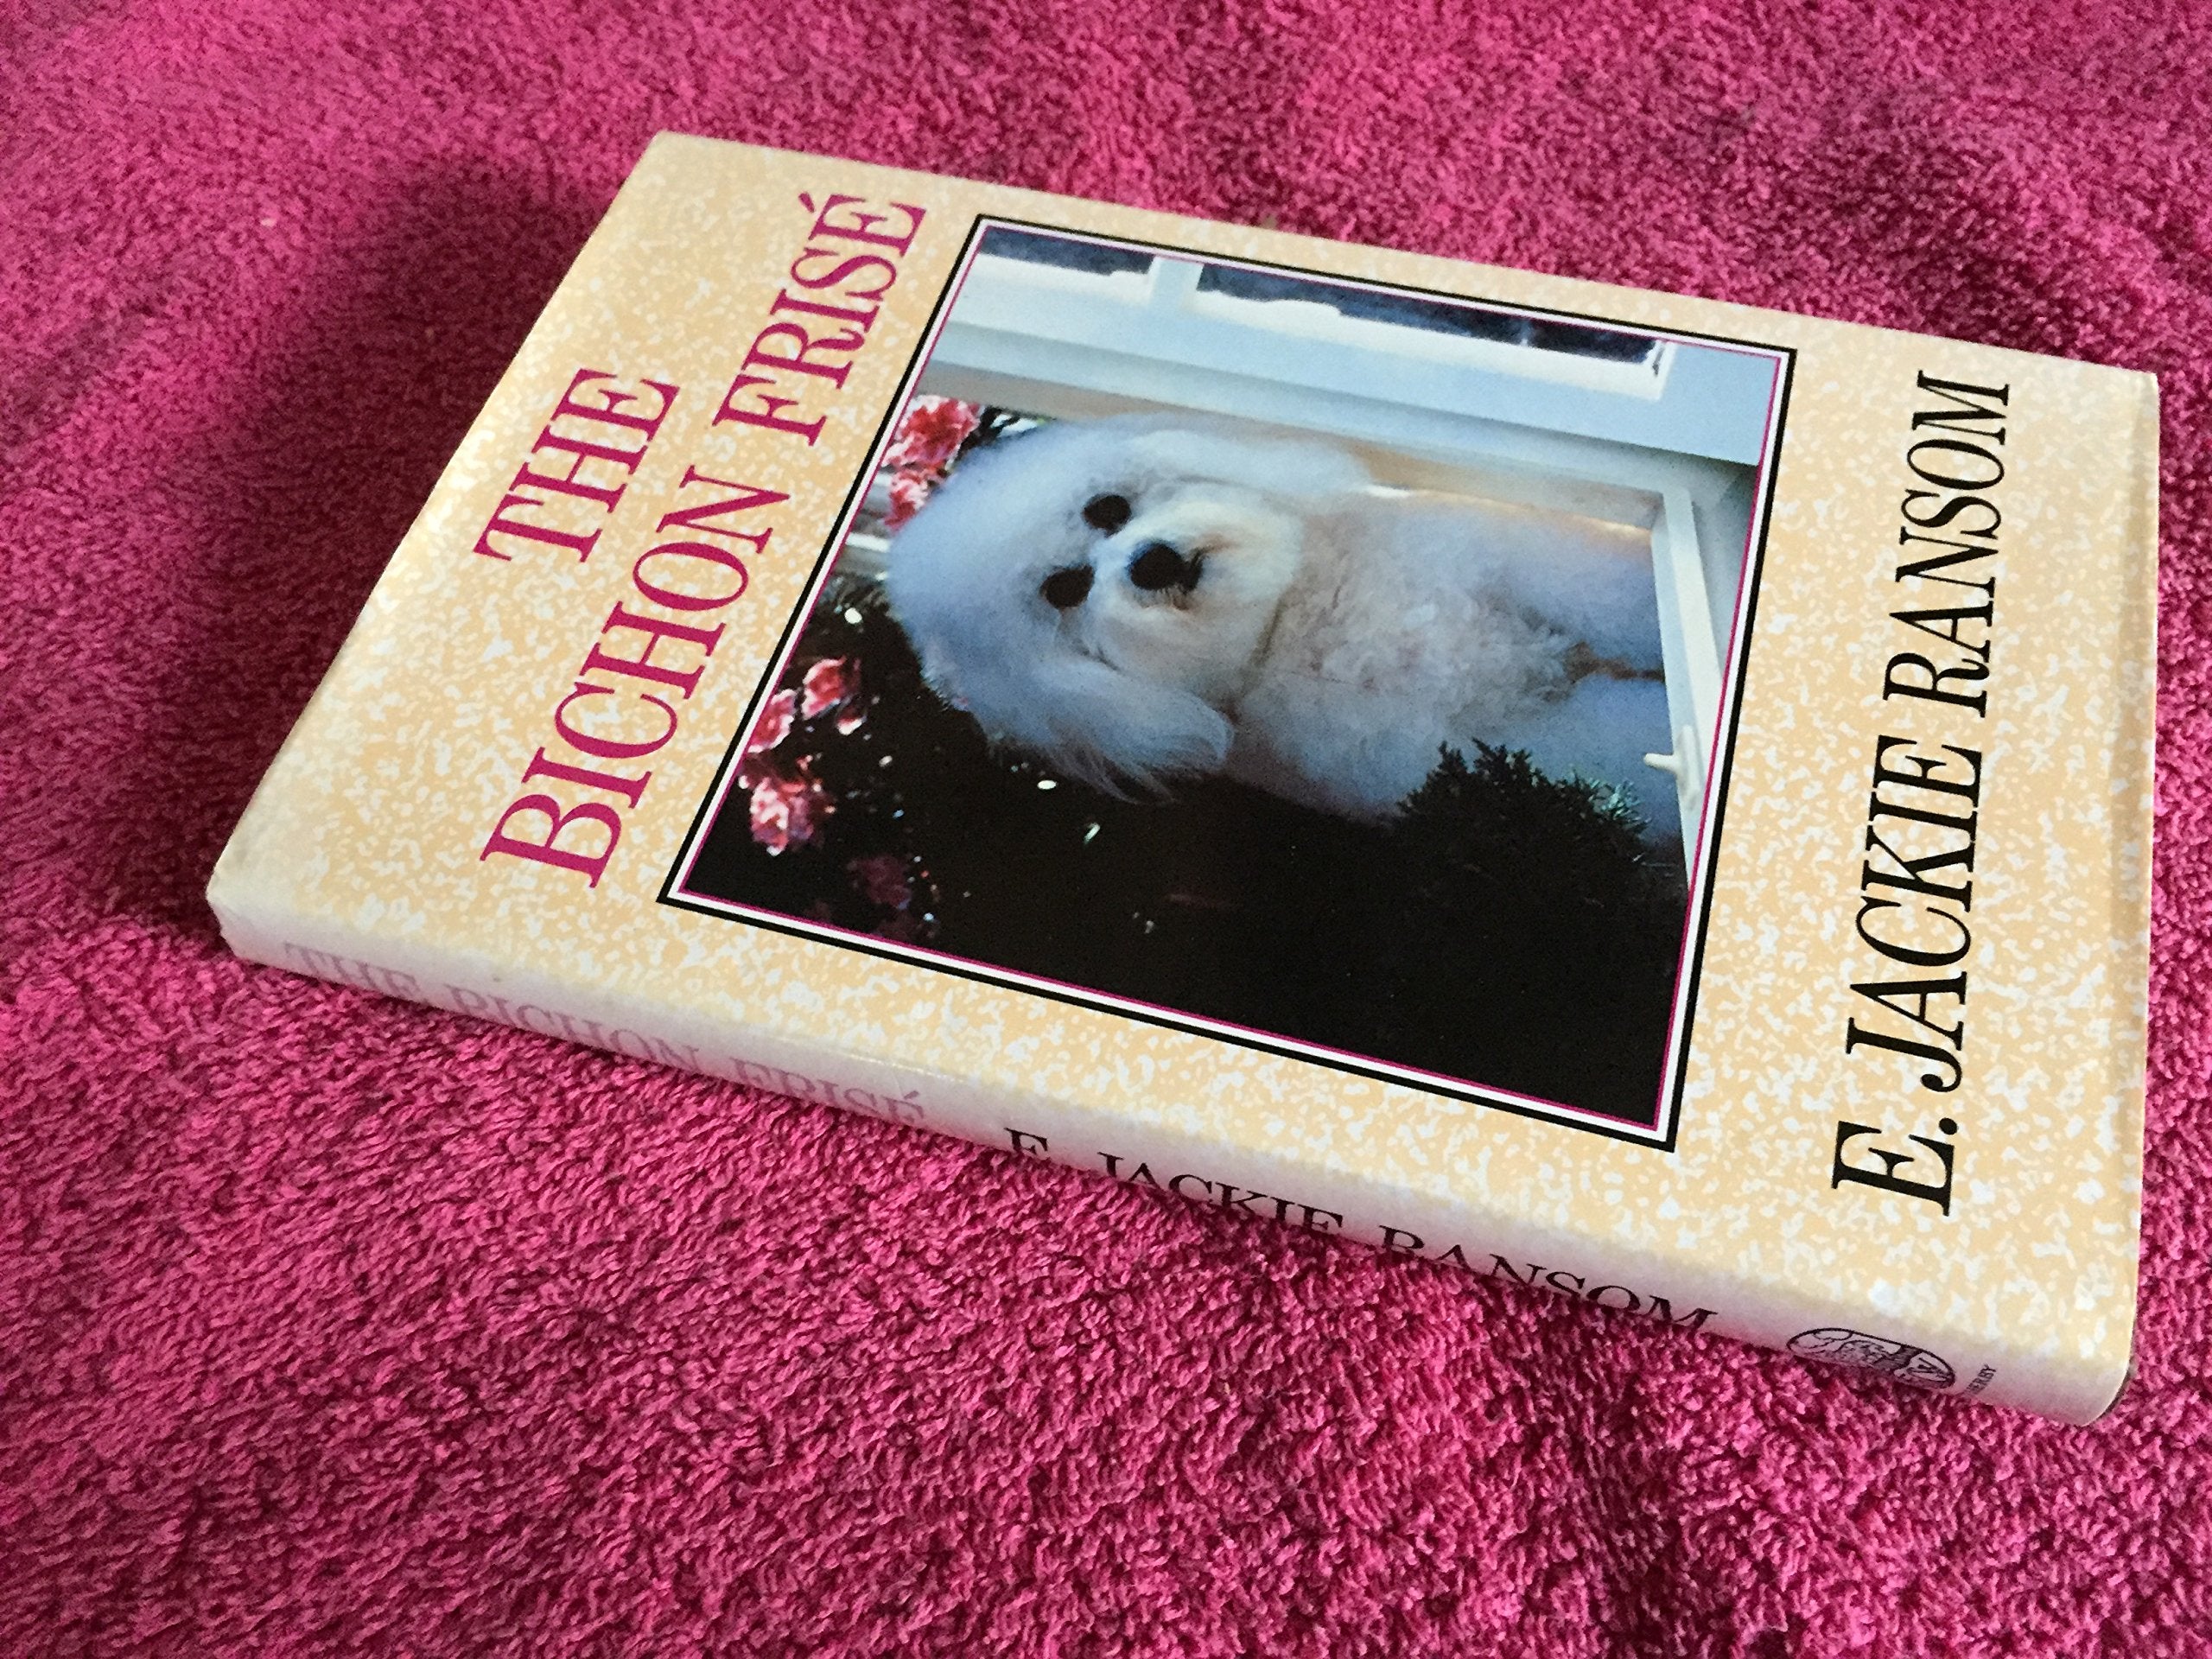 THE
BICHON FRISÉ
E. JACKIE RANSOM
THE BICHON FRISÉ E. JACKIE RANSOM